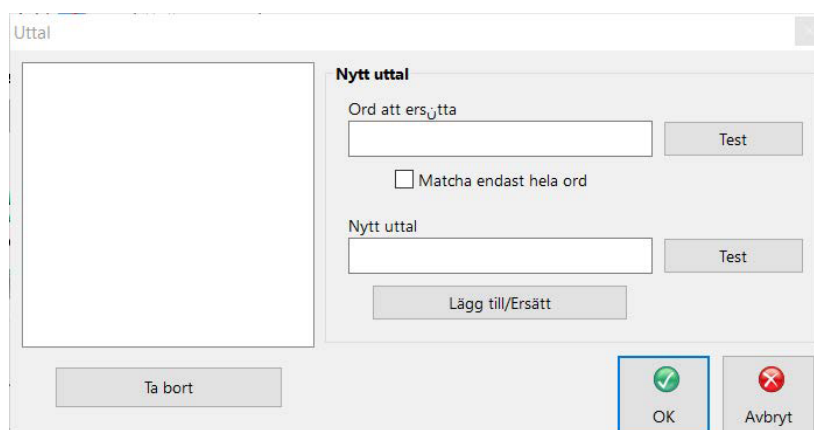 Uttal
Nytt uttal
Ord att ersنtta
Test
Matcha endast hela ord
Nytt uttal
Test
Lägg till/Ersätt
Ta bort
OK
Avbryt